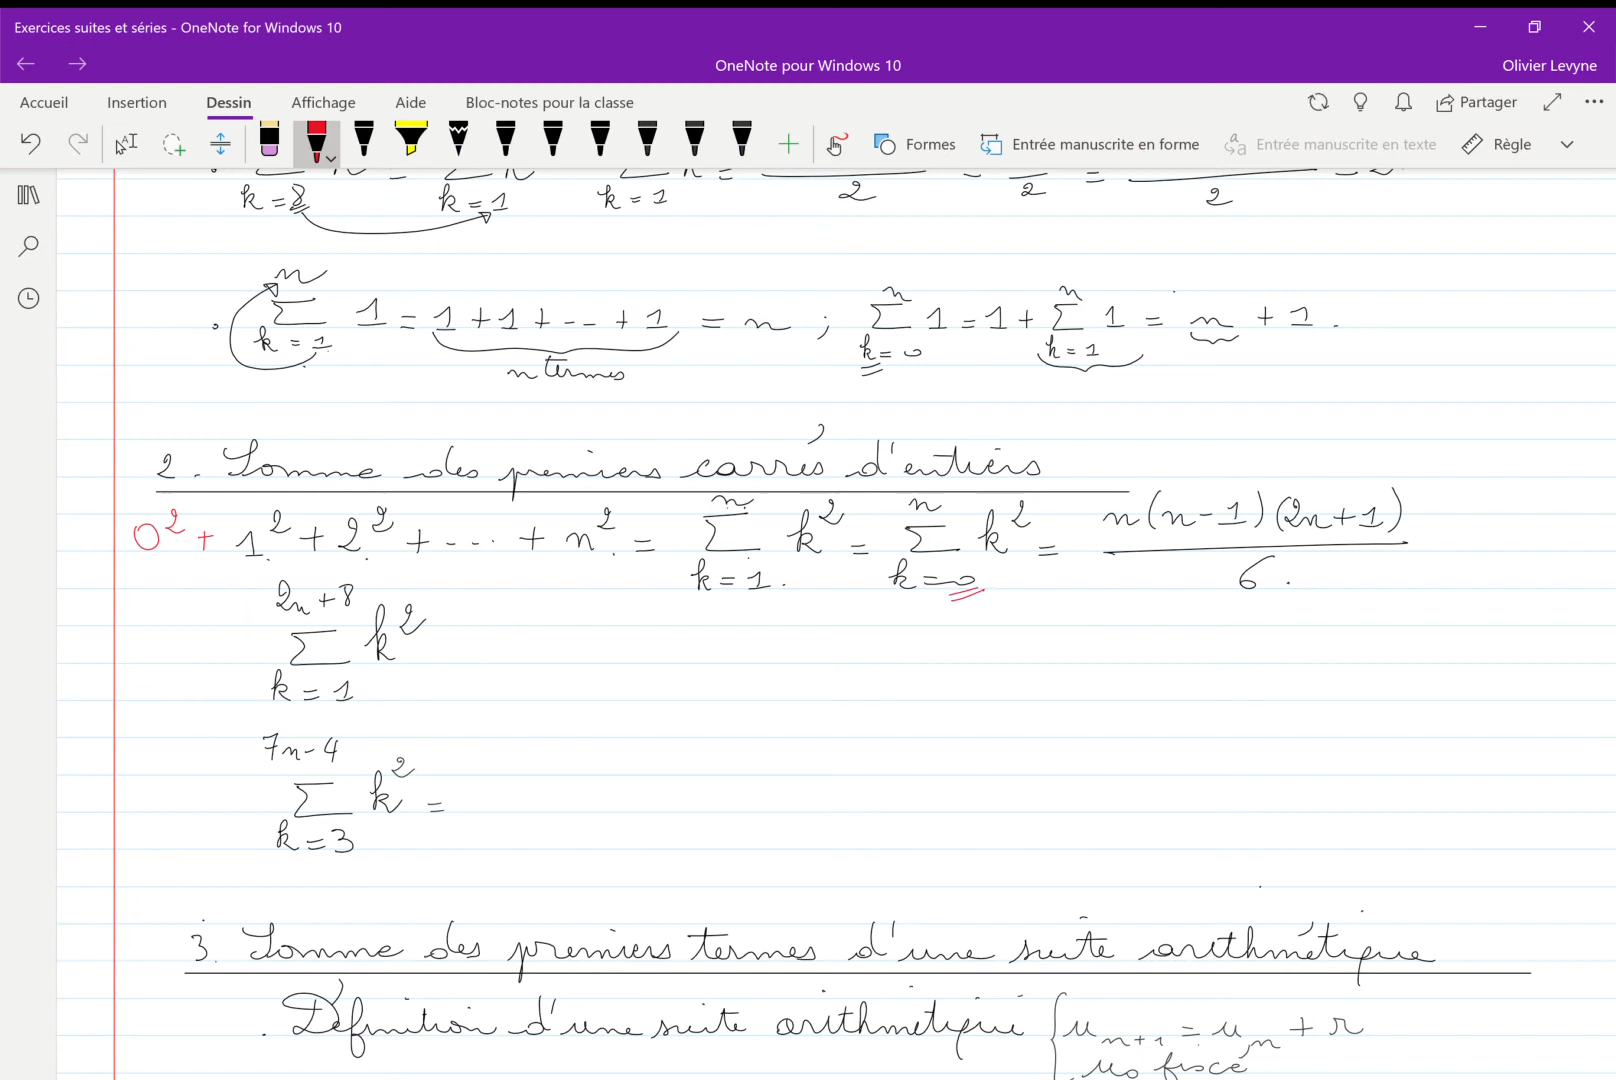 Exercices suites et séries - OneNote for Windows 10
OneNote pour Windows 10
Olivier Levyne
Accueil Insertion Dessin Affichage Aide Bloc-notes pour la classe Partager
Formes Entrée manuscrite en forme Entrée manuscrite en texte Règle
k=8 k=1 k=1 2 2 2
n
∑ 1 = 1+1+--+1 = n ; ∑ 1 = 1 + ∑ 1 = n + 1.
k=1 n termes k=0 k=1
2. Somme des premiers carrés d'entiers
0² + 1² + 2² + ... + n² = ∑_{k=1}^{n} k² = ∑_{k=0}^{n} k² = n(n-1)(2n+1)/6.
2n+8
∑ k²
k=1
7n-4
∑ k² =
k=3
3. Somme des premiers termes d'une suite arithmétique
. Définition d'une suite arithmétique { u_{n+1} = u_n + r
u₀ fixé